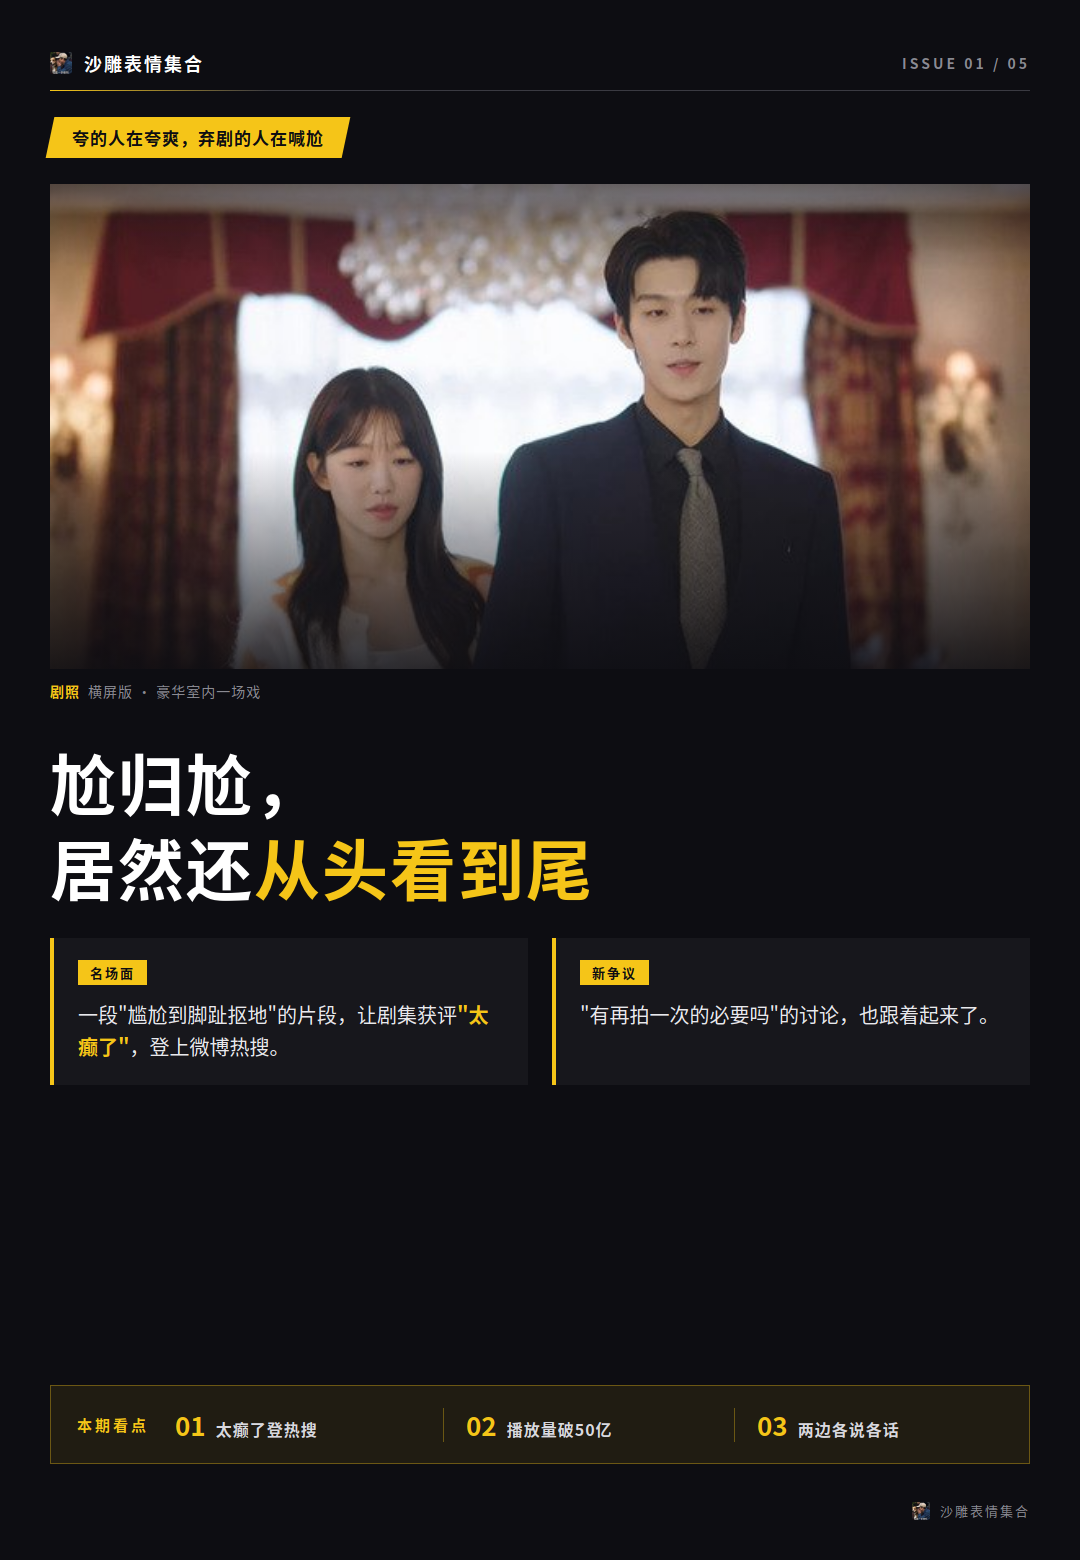 沙雕表情集合
ISSUE 01 / 05
夸的人在夸爽，弃剧的人在喊尬
剧照 横屏版 · 豪华室内一场戏
尬归尬，
居然还从头看到尾
名场面
一段"尴尬到脚趾抠地"的片段，让剧集获评"太
癫了"，登上微博热搜。
新争议
"有再拍一次的必要吗"的讨论，也跟着起来了。
本期看点 01 太癫了登热搜 02 播放量破50亿 03 两边各说各话
沙雕表情集合